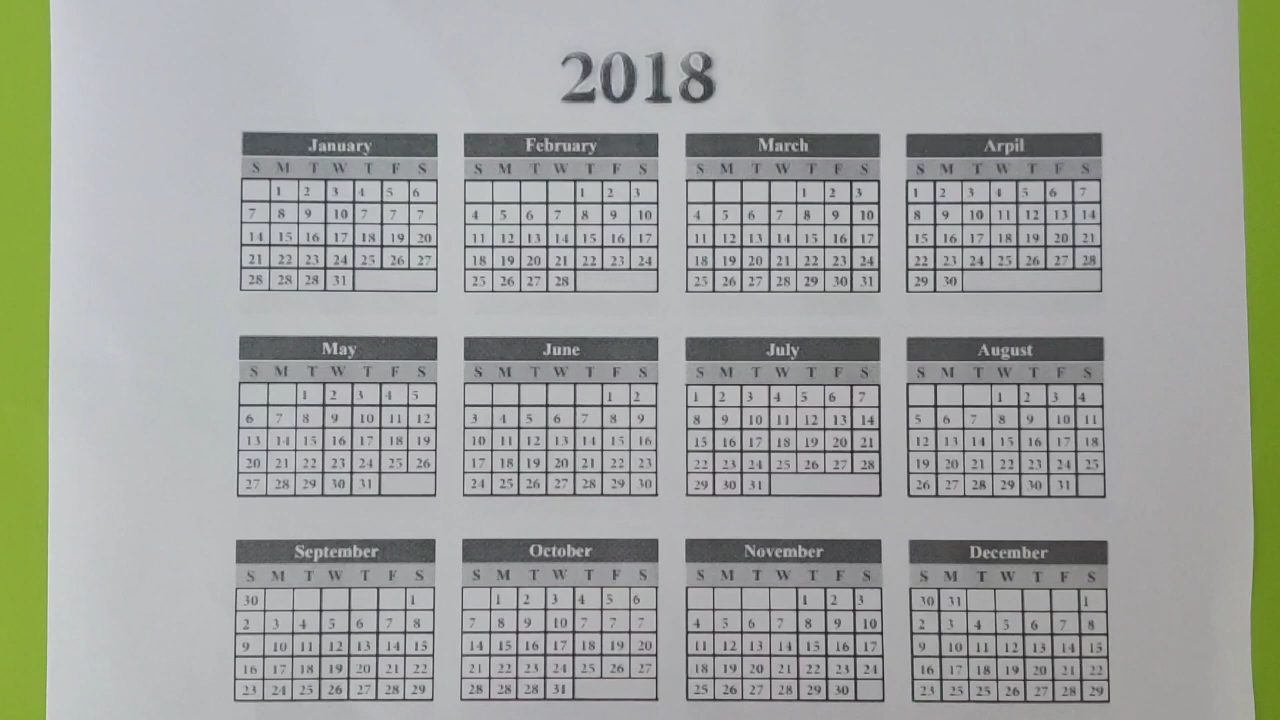 2018
January February March Arpil
S M T W T F S S M T W T F S S M T W T F S S M T W T F S
1 2 3 4 5 6 1 2 3 1 2 3 1 2 3 4 5 6 7
7 8 9 10 7 7 7 4 5 6 7 8 9 10 4 5 6 7 8 9 10 8 9 10 11 12 13 14
14 15 16 17 18 19 20 11 12 13 14 15 16 17 11 12 13 14 15 16 17 15 16 17 18 19 20 21
21 22 23 24 25 26 27 18 19 20 21 22 23 24 18 19 20 21 22 23 24 22 23 24 25 26 27 28
28 28 28 31 25 26 27 28 25 26 27 28 29 30 31 29 30
May June July August
S M T W T F S S M T W T F S S M T W T F S S M T W T F S
1 2 3 4 5 1 2 1 2 3 4 5 6 7 1 2 3 4
6 7 8 9 10 11 12 3 4 5 6 7 8 9 8 9 10 11 12 13 14 5 6 7 8 9 10 11
13 14 15 16 17 18 19 10 11 12 13 14 15 16 15 16 17 18 19 20 21 12 13 14 15 16 17 18
20 21 22 23 24 25 26 17 18 19 20 21 22 23 22 23 24 25 26 27 28 19 20 21 22 23 24 25
27 28 29 30 31 24 25 26 27 28 29 30 29 30 31 26 27 28 29 30 31
September October November December
S M T W T F S S M T W T F S S M T W T F S S M T W T F S
30 1 1 2 3 4 5 6 1 2 3 30 31 1
2 3 4 5 6 7 8 7 8 9 10 7 7 7 4 5 6 7 8 9 10 2 3 4 5 6 7 8
9 10 11 12 13 14 15 14 15 16 17 18 19 20 11 12 13 14 15 16 17 9 10 11 12 13 14 15
16 17 18 19 20 21 22 21 22 23 24 25 26 27 18 19 20 21 22 23 24 16 17 18 19 20 21 22
23 24 25 26 27 28 29 28 28 28 31 25 26 27 28 29 30 23 25 25 26 27 28 29